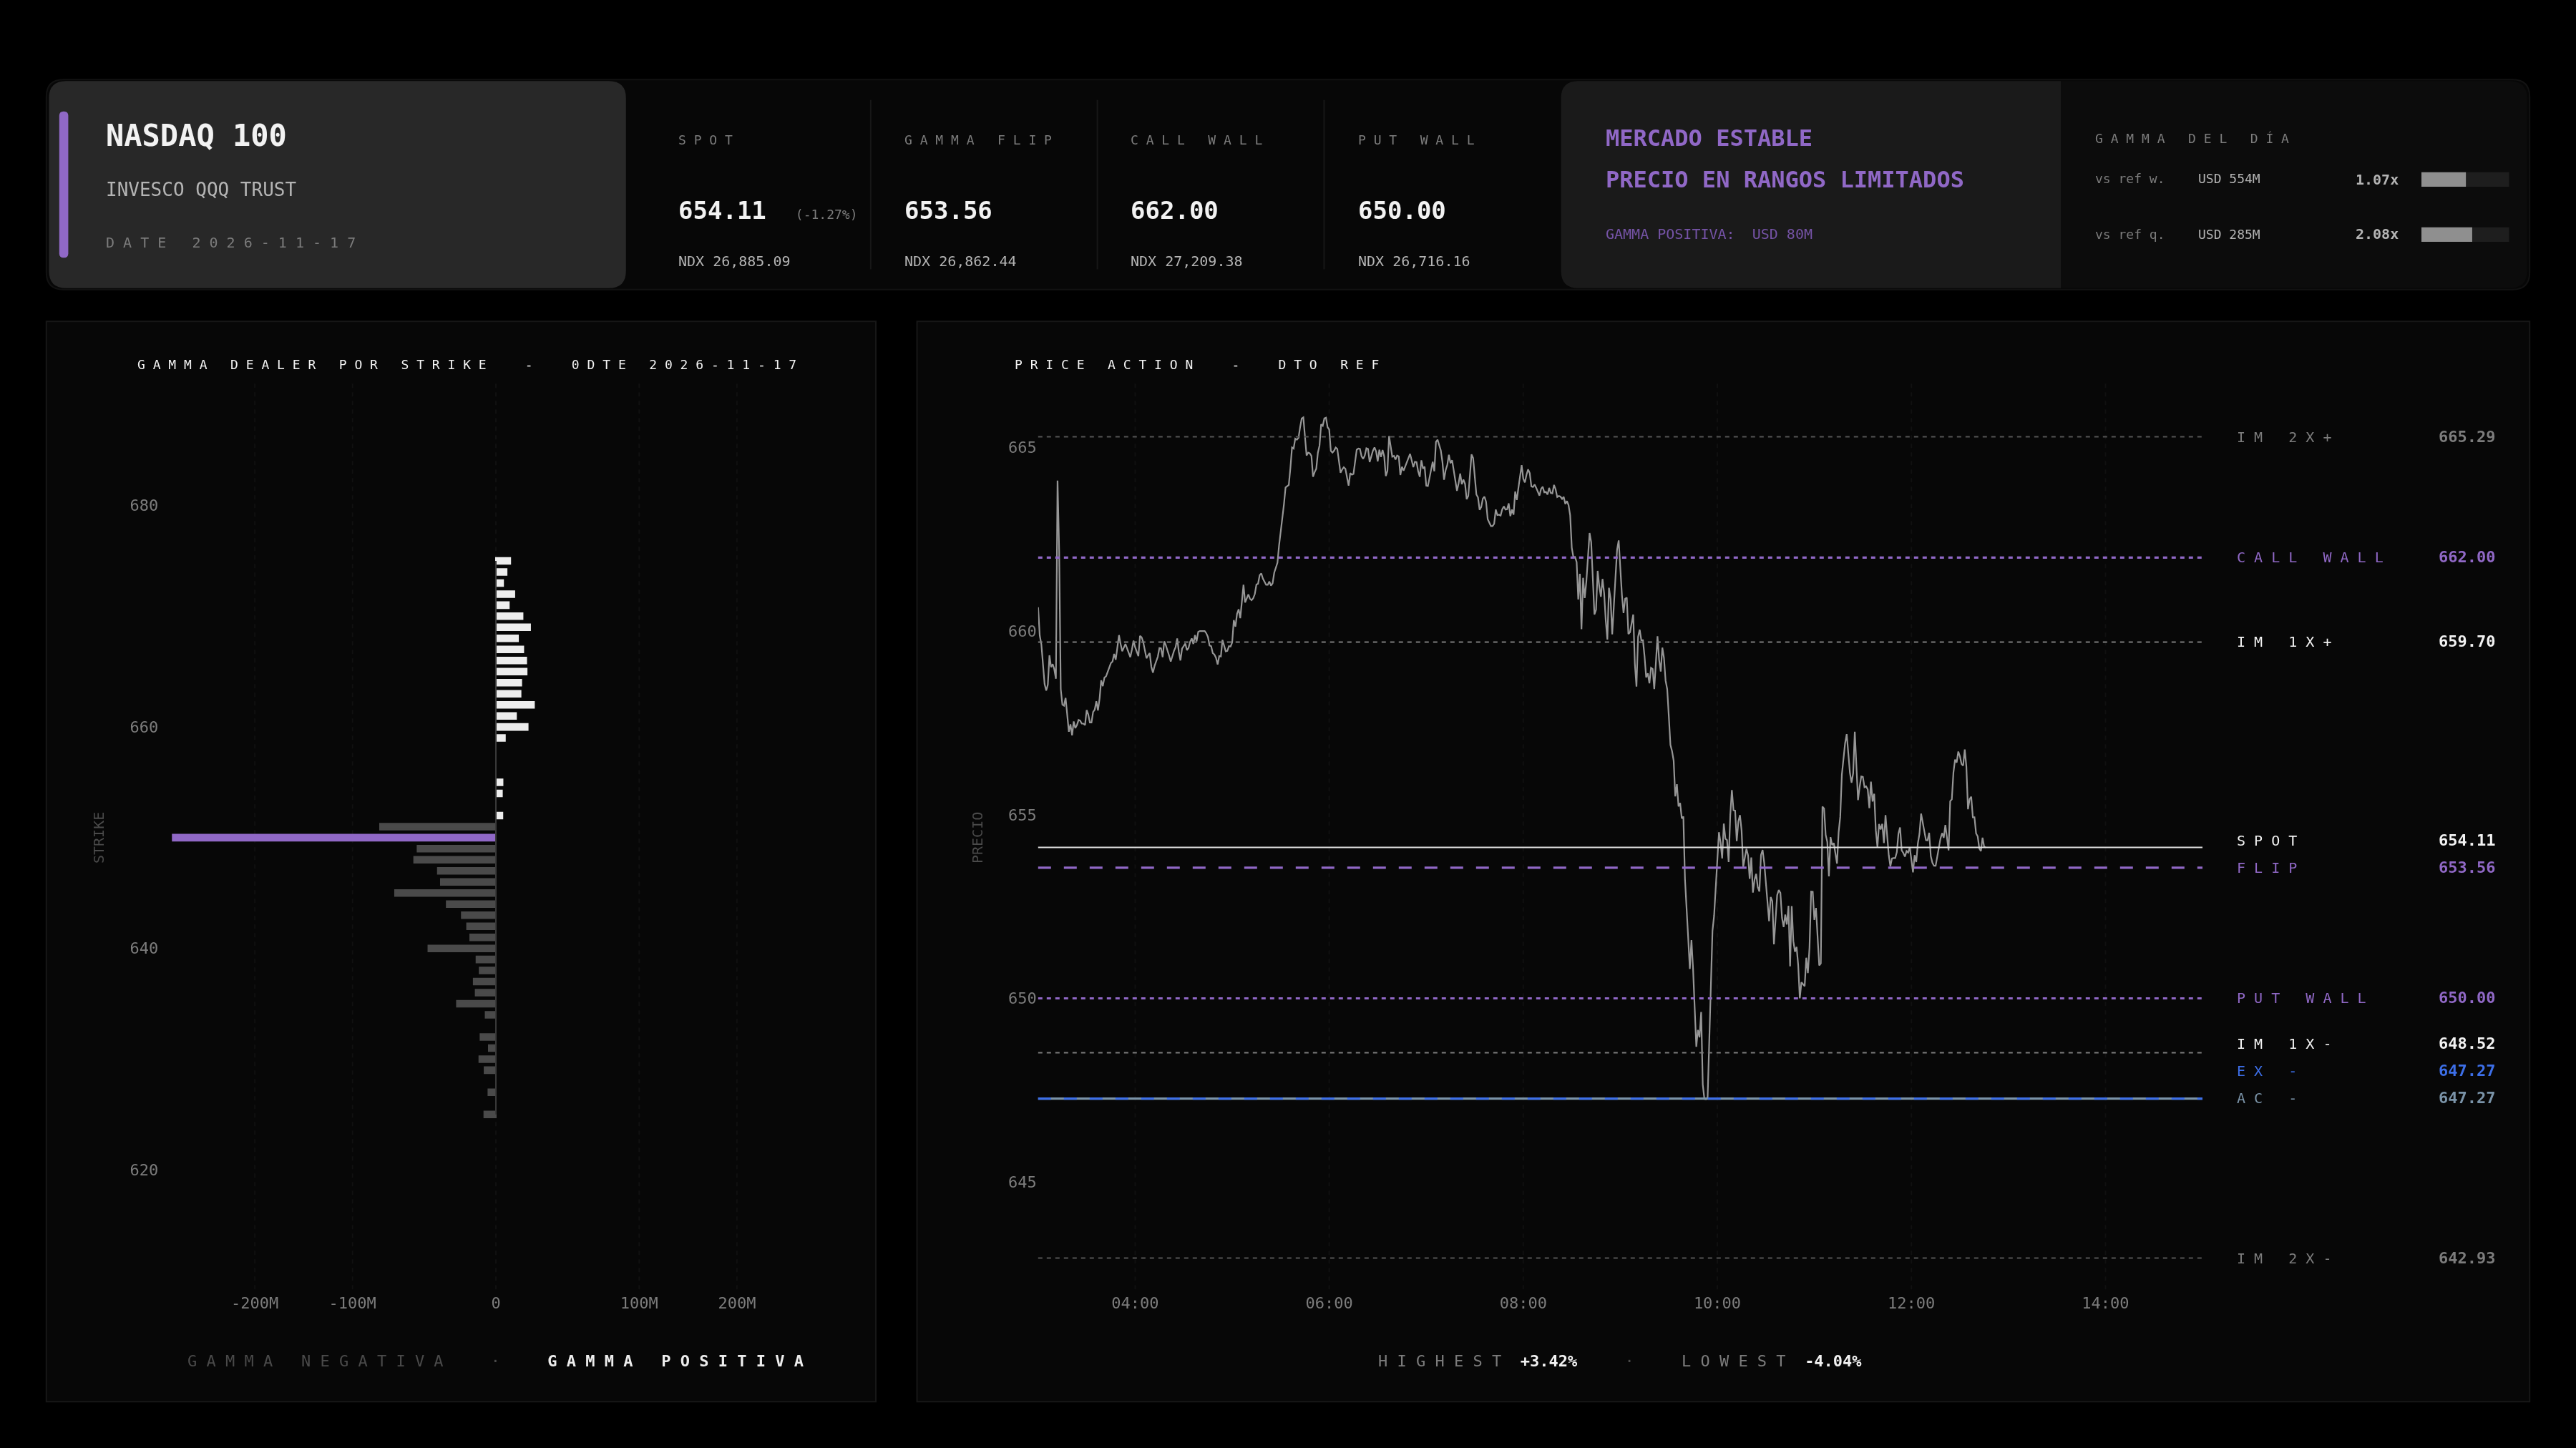 NASDAQ 100
INVESCO QQQ TRUST
DATE 2026-11-17
SPOT
654.11 (-1.27%)
NDX 26,885.09
GAMMA FLIP
653.56
NDX 26,862.44
CALL WALL
662.00
NDX 27,209.38
PUT WALL
650.00
NDX 26,716.16
MERCADO ESTABLE
PRECIO EN RANGOS LIMITADOS
GAMMA POSITIVA: USD 80M
GAMMA DEL DÍA
vs ref w. USD 554M 1.07x
vs ref q. USD 285M 2.08x
GAMMA DEALER POR STRIKE - 0DTE 2026-11-17
STRIKE
680
660
640
620
-200M -100M 0 100M 200M
GAMMA NEGATIVA · GAMMA POSITIVA
PRICE ACTION - DTO REF
PRECIO
665
660
655
650
645
04:00 06:00 08:00 10:00 12:00 14:00
IM 2X+ 665.29
CALL WALL 662.00
IM 1X+ 659.70
SPOT 654.11
FLIP 653.56
PUT WALL 650.00
IM 1X- 648.52
EX - 647.27
AC - 647.27
IM 2X- 642.93
HIGHEST +3.42% · LOWEST -4.04%